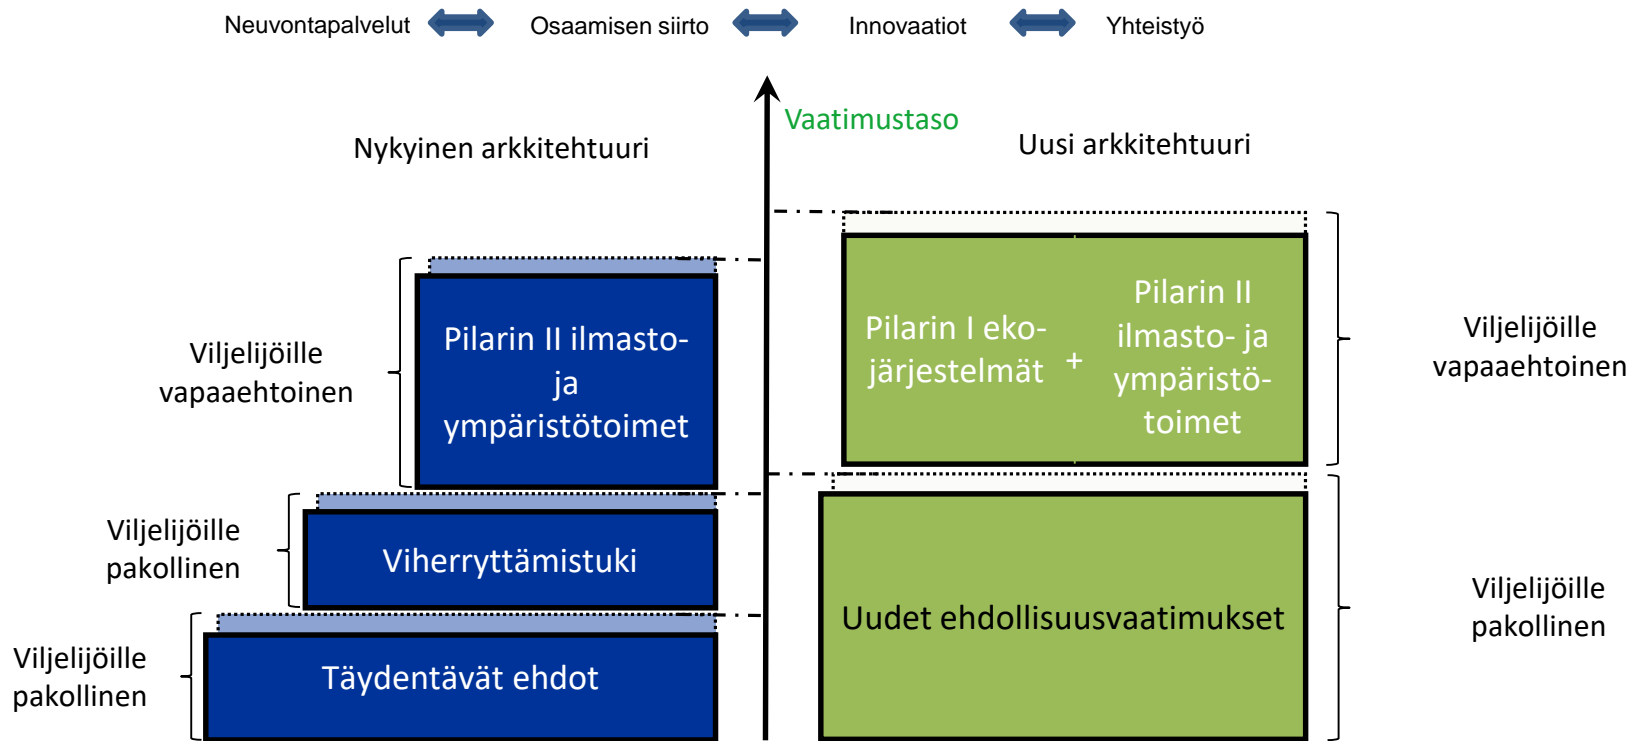 Neuvontapalvelut Osaamisen siirto Innovaatiot Yhteistyö
Vaatimustaso
Nykyinen arkkitehtuuri
Uusi arkkitehtuuri
Viljelijöille
vapaaehtoinen
Pilarin II ilmasto-
ja
ympäristötoimet
Viljelijöille
pakollinen
Viherryttämistuki
Viljelijöille
pakollinen
Täydentävät ehdot
Pilarin I eko-
järjestelmät
+
Pilarin II
ilmasto- ja
ympäristö-
toimet
Viljelijöille
vapaaehtoinen
Uudet ehdollisuusvaatimukset
Viljelijöille
pakollinen